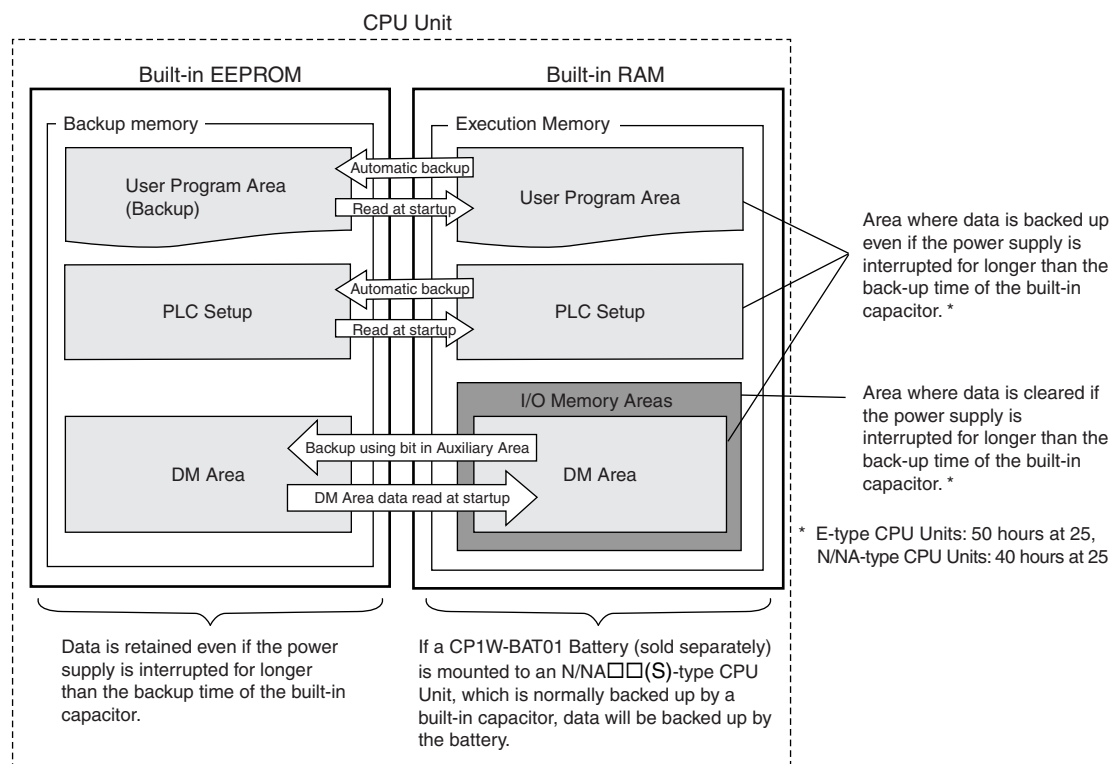 CPU Unit
Built-in EEPROM
Built-in RAM
Backup memory
Execution Memory
User Program Area
(Backup)
Automatic backup
Read at startup
User Program Area
PLC Setup
Automatic backup
Read at startup
PLC Setup
I/O Memory Areas
DM Area
Backup using bit in Auxiliary Area
DM Area data read at startup
DM Area
Area where data is backed up
even if the power supply is
interrupted for longer than the
back-up time of the built-in
capacitor. *
Area where data is cleared if
the power supply is
interrupted for longer than the
back-up time of the built-in
capacitor. *
* E-type CPU Units: 50 hours at 25,
N/NA-type CPU Units: 40 hours at 25
Data is retained even if the power
supply is interrupted for longer
than the backup time of the built-in
capacitor.
If a CP1W-BAT01 Battery (sold separately)
is mounted to an N/NA□□(S)-type CPU
Unit, which is normally backed up by a
built-in capacitor, data will be backed up by
the battery.